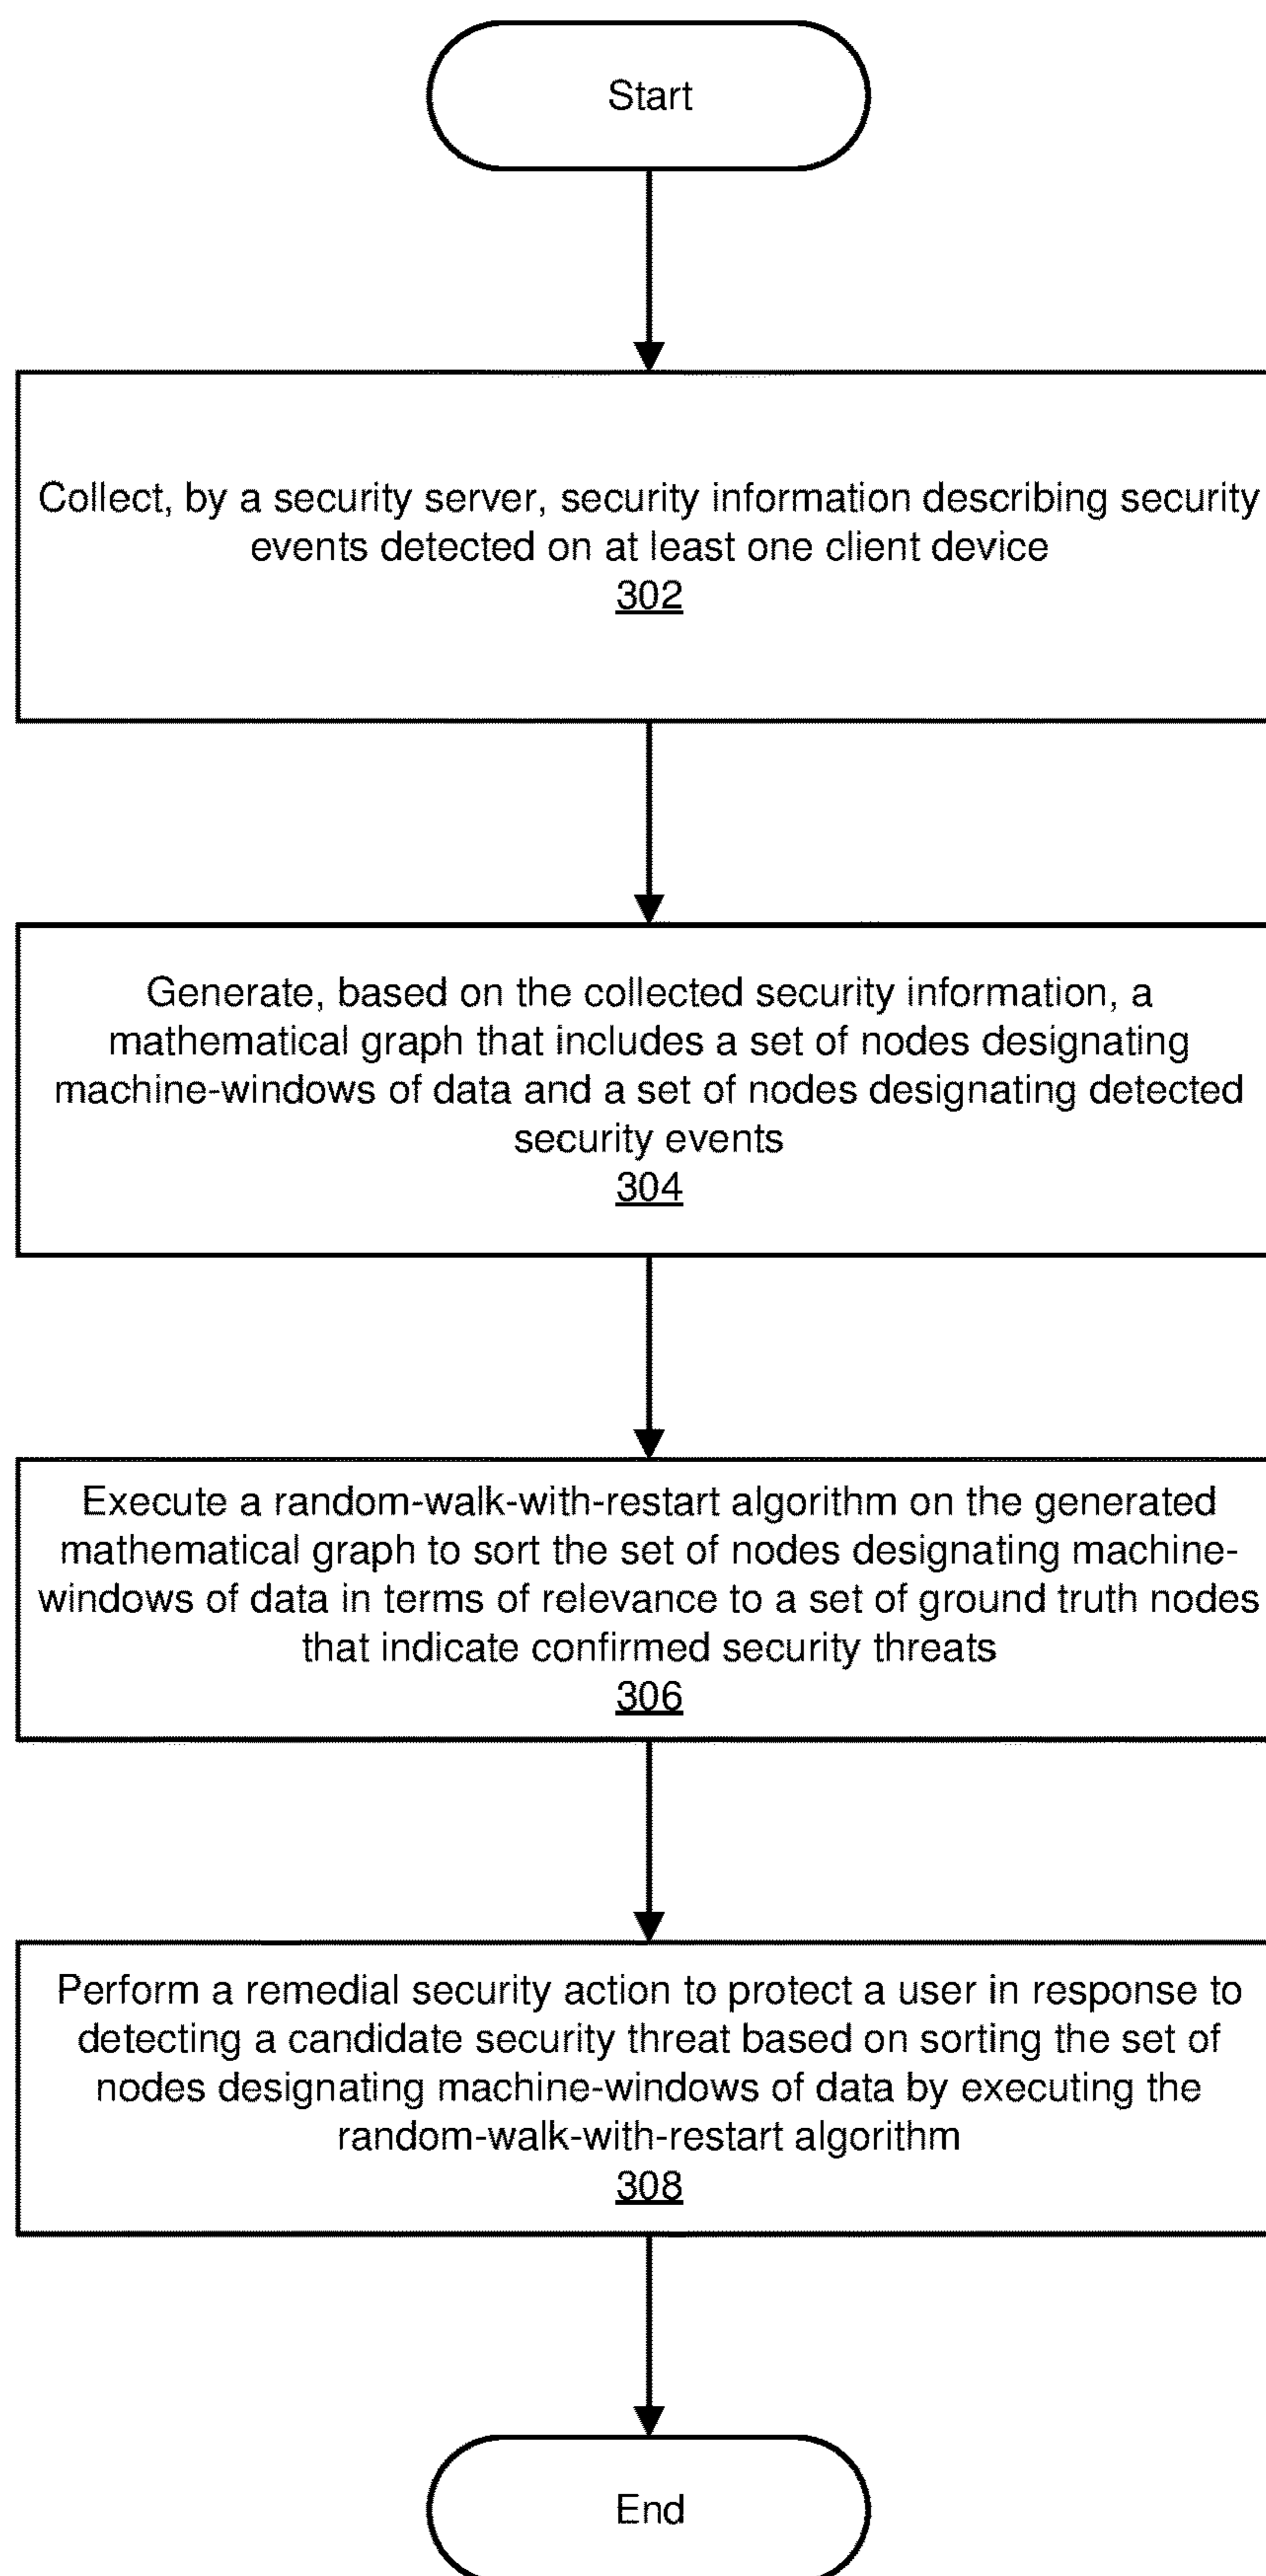 Start
Collect, by a security server, security information describing security
events detected on at least one client device
302
Generate, based on the collected security information, a
mathematical graph that includes a set of nodes designating
machine-windows of data and a set of nodes designating detected
security events
304
Execute a random-walk-with-restart algorithm on the generated
mathematical graph to sort the set of nodes designating machine-
windows of data in terms of relevance to a set of ground truth nodes
that indicate confirmed security threats
306
Perform a remedial security action to protect a user in response to
detecting a candidate security threat based on sorting the set of
nodes designating machine-windows of data by executing the
random-walk-with-restart algorithm
308
End